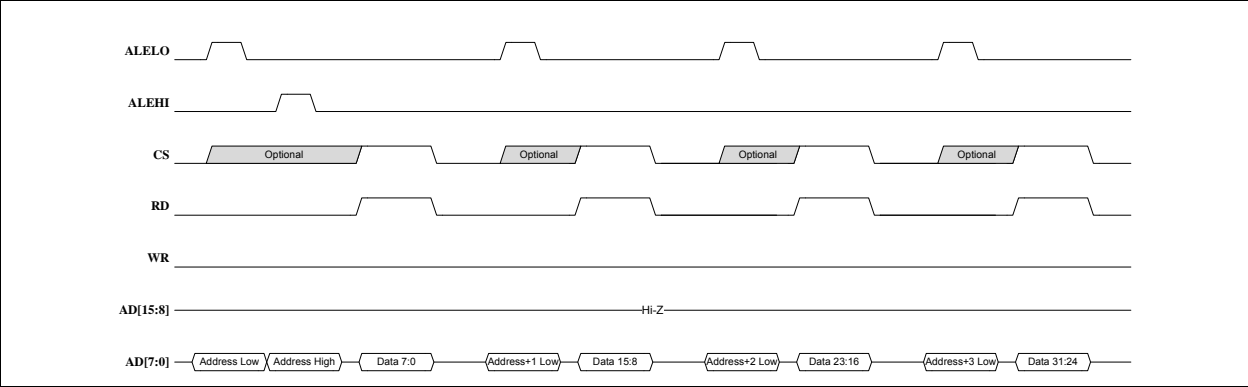 ALELO
ALEHI
CS Optional Optional Optional Optional
RD
WR
AD[15:8] Hi-Z
AD[7:0] Address Low Address High Data 7:0 Address+1 Low Data 15:8 Address+2 Low Data 23:16 Address+3 Low Data 31:24